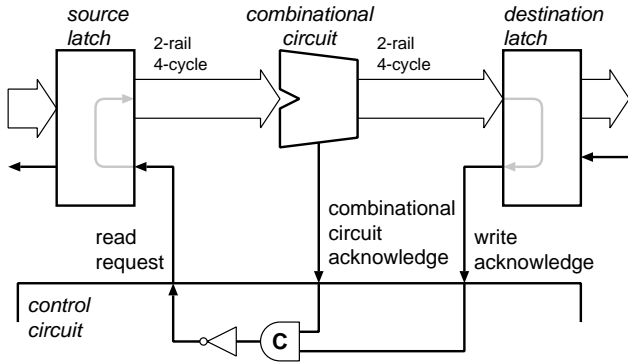 source
latch
combinational
circuit
destination
latch
2-rail
4-cycle
2-rail
4-cycle
read
request
combinational
circuit
acknowledge
write
acknowledge
control
circuit
C